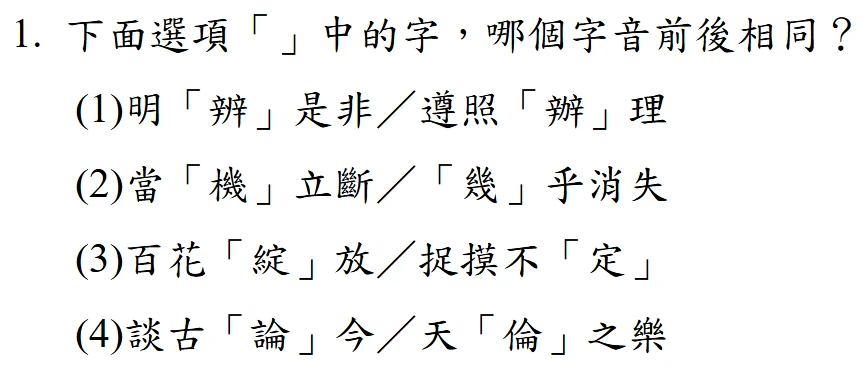 1. 下面選項「」中的字，哪個字音前後相同？
(1)明「辨」是非／遵照「辦」理
(2)當「機」立斷／「幾」乎消失
(3)百花「綻」放／捉摸不「定」
(4)談古「論」今／天「倫」之樂